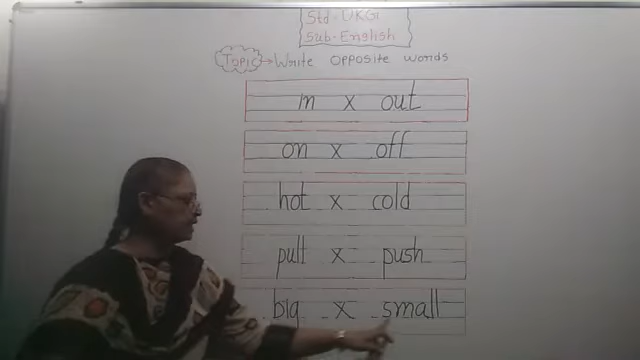 Std-UKG
Sub-English
Topic → Write opposite words
in x out
on x off
hot x cold
pull x push
big x small